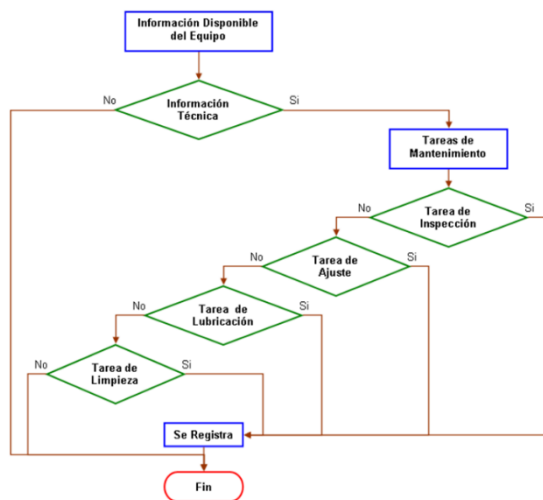 Información Disponible
del Equipo
No
Información
Técnica
Si
Tareas de
Mantenimiento
No
Tarea de
Inspección
Si
No
Tarea de
Ajuste
Si
No
Tarea de
Lubricación
Si
No
Tarea de
Limpieza
Si
Se Registra
Fin